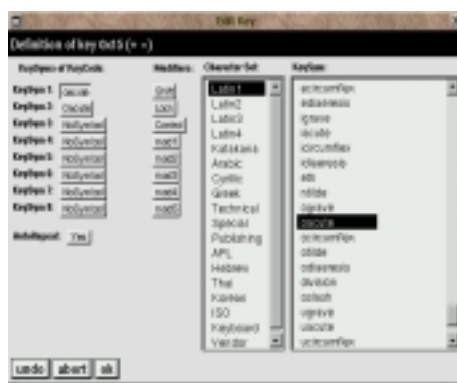 Edit Key
Definition of key 0x15 (= ~)
KeySyms of KeyCode: Modifiers: Character Set: KeySym:
KeySym 1: oacute Shift
KeySym 2: Oacute Lock
KeySym 3: NoSymbol Control
KeySym 4: NoSymbol mod1
KeySym 5: NoSymbol mod2
KeySym 6: NoSymbol mod3
KeySym 7: NoSymbol mod4
KeySym 8: NoSymbol mod5
AutoRepeat: Yes
Latin1
Latin2
Latin3
Latin4
Katakana
Arabic
Cyrillic
Greek
Technical
Special
Publishing
APL
Hebrew
Thai
Korean
ISO
Keyboard
Vendor
ecircumflex
ediaeresis
igrave
iacute
icircumflex
idiaeresis
eth
ntilde
ograve
oacute
ocircumflex
otilde
odiaeresis
division
oslash
ugrave
uacute
ucircumflex
undo abort ok